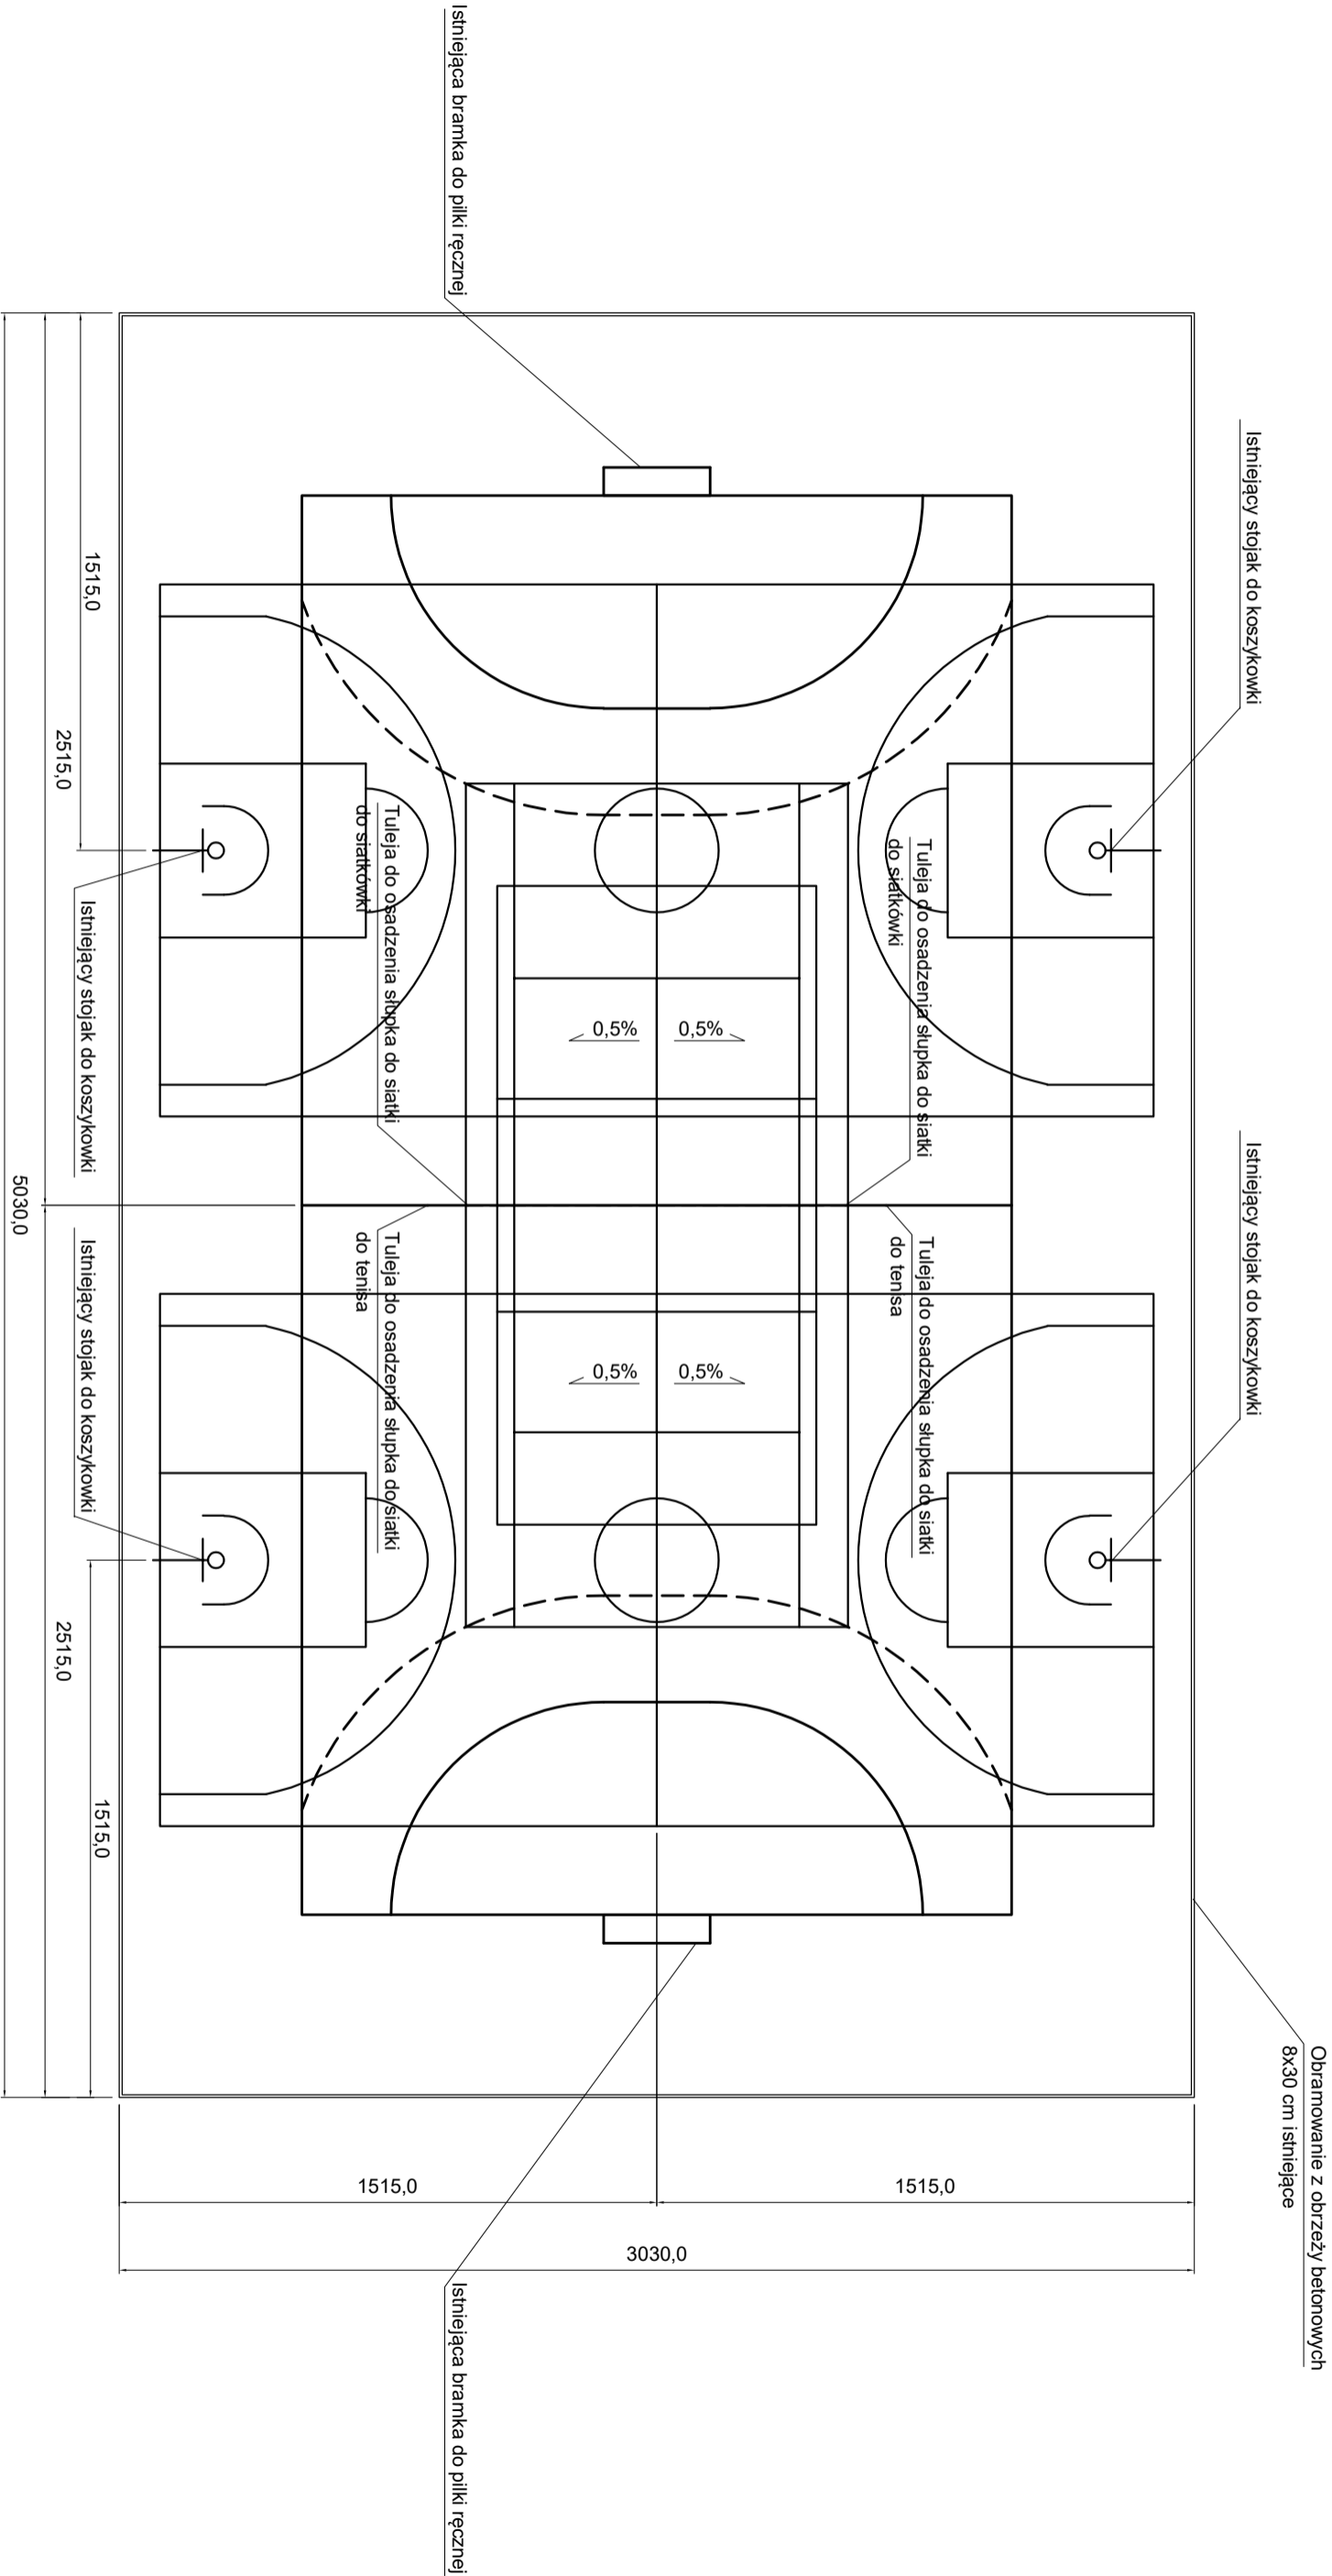 Istniejąca bramka do piłki ręcznej
Istniejący stojak do koszykowki
Istniejący stojak do koszykowki
Obramowanie z obrzeży betonowych
8x30 cm istniejące
Tuleja do osadzenia słupka do siatki
do siatkówki
Tuleja do osadzenia słupka do siatki
do tenisa
0,5%
0,5%
0,5%
0,5%
Tuleja do osadzenia słupka do siatki
do siatkówki
Tuleja do osadzenia słupka do siatki
do tenisa
Istniejący stojak do koszykowki
Istniejący stojak do koszykowki
Istniejąca bramka do piłki ręcznej
1515,0
1515,0
2515,0
2515,0
5030,0
1515,0
1515,0
3030,0